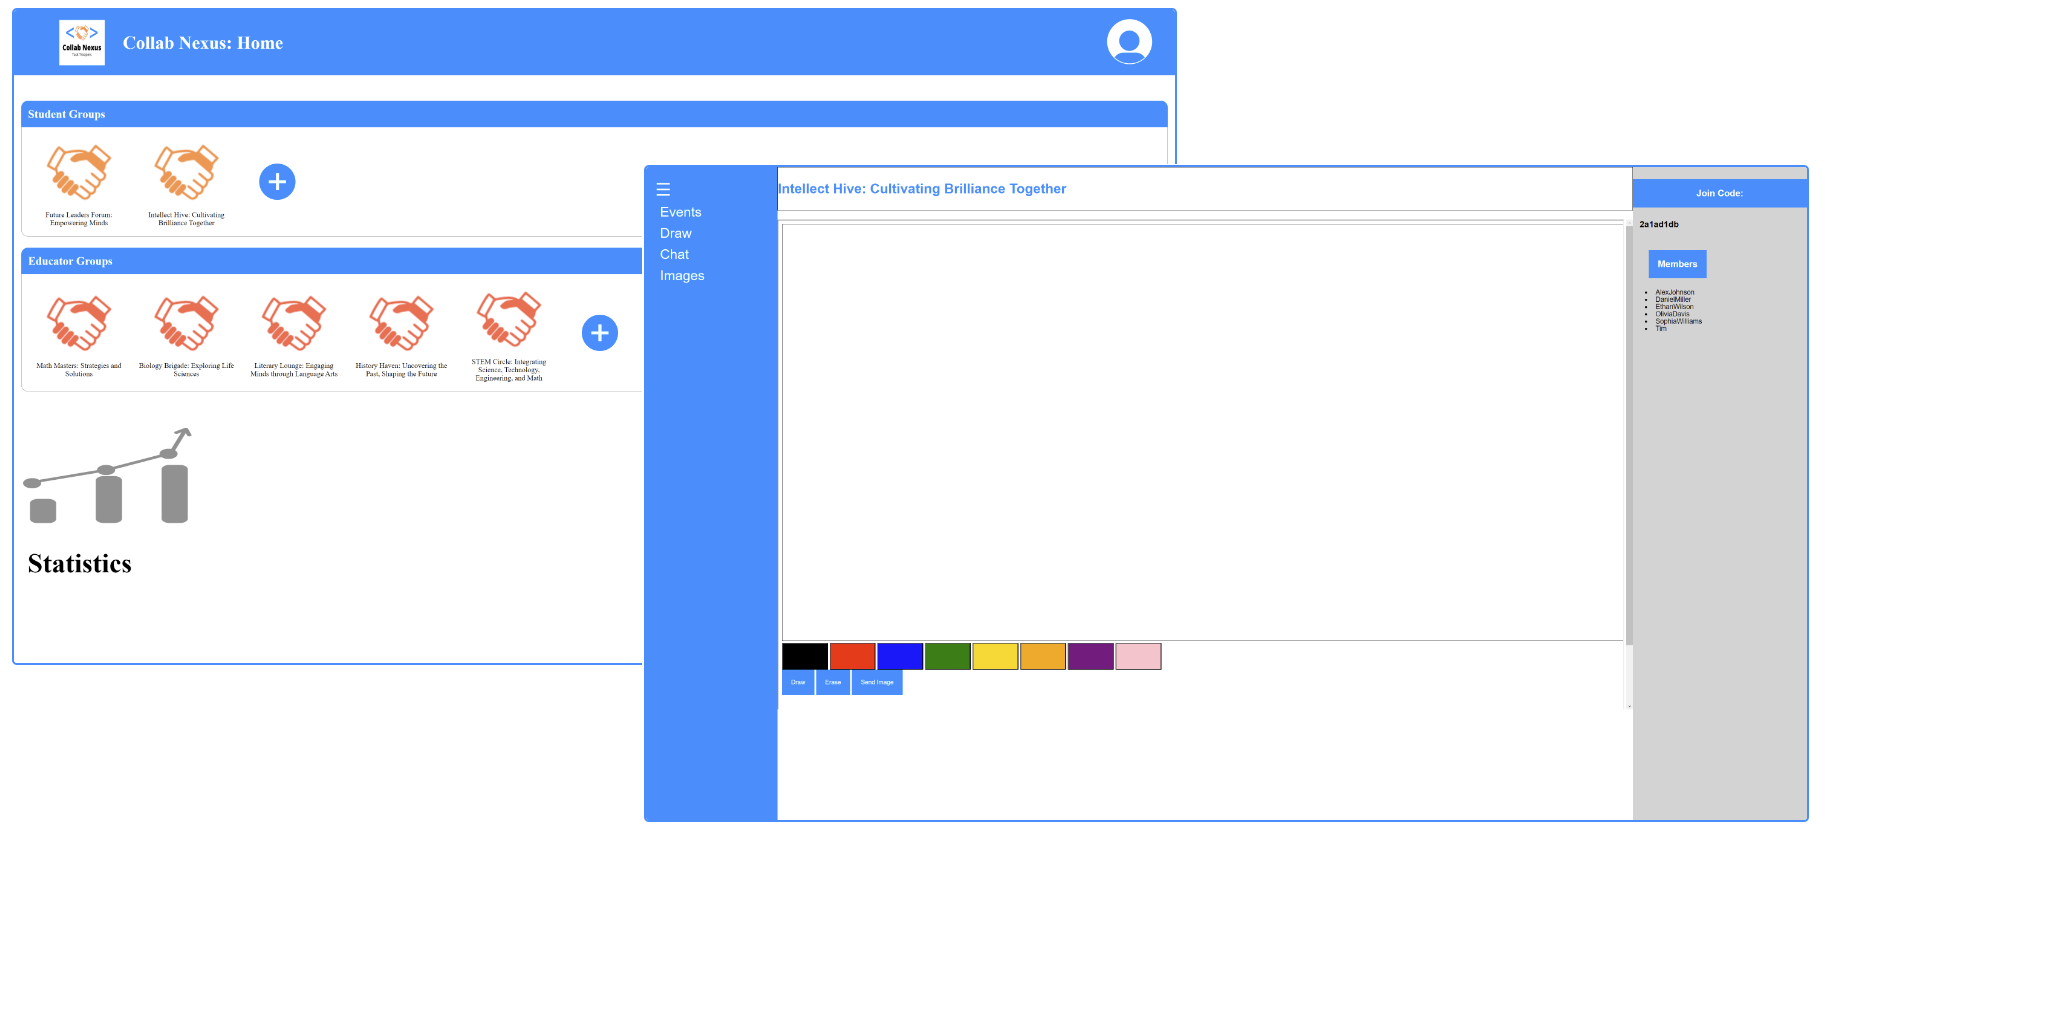 Collab Nexus
Collab Nexus: Home
Student Groups
Future Leaders Forum:
Empowering Minds
Intellect Hive: Cultivating
Brilliance Together
Educator Groups
Math Masters: Strategies and
Solutions
Biology Brigade: Exploring Life
Sciences
Literary Lounge: Engaging
Minds through Language Arts
History Haven: Uncovering the
Past, Shaping the Future
STEM Circle: Integrating
Science, Technology,
Engineering, and Math
Statistics
Events
Draw
Chat
Images
Intellect Hive: Cultivating Brilliance Together
Draw
Erase
Send Image
Join Code:
2a1ad1db
Members
AlexJohnson
DanielMiller
EthanWilson
OliviaDavis
SophiaWilliams
Tim